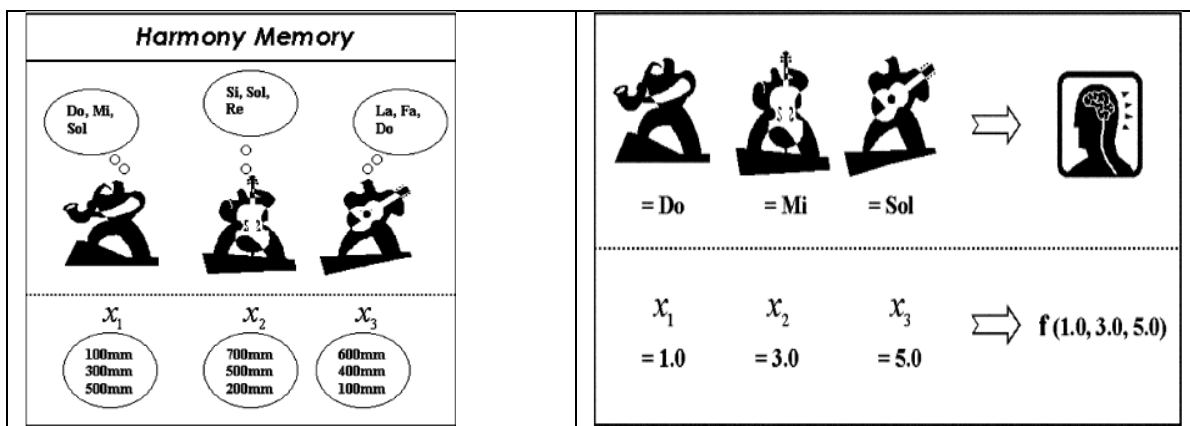 Harmony Memory
Do, Mi,
Sol
Si, Sol,
Re
La, Fa,
Do
x1
x2
x3
100mm
300mm
500mm
700mm
500mm
200mm
600mm
400mm
100mm
= Do
= Mi
= Sol
x1
x2
x3
= 1.0
= 3.0
= 5.0
f (1.0, 3.0, 5.0)